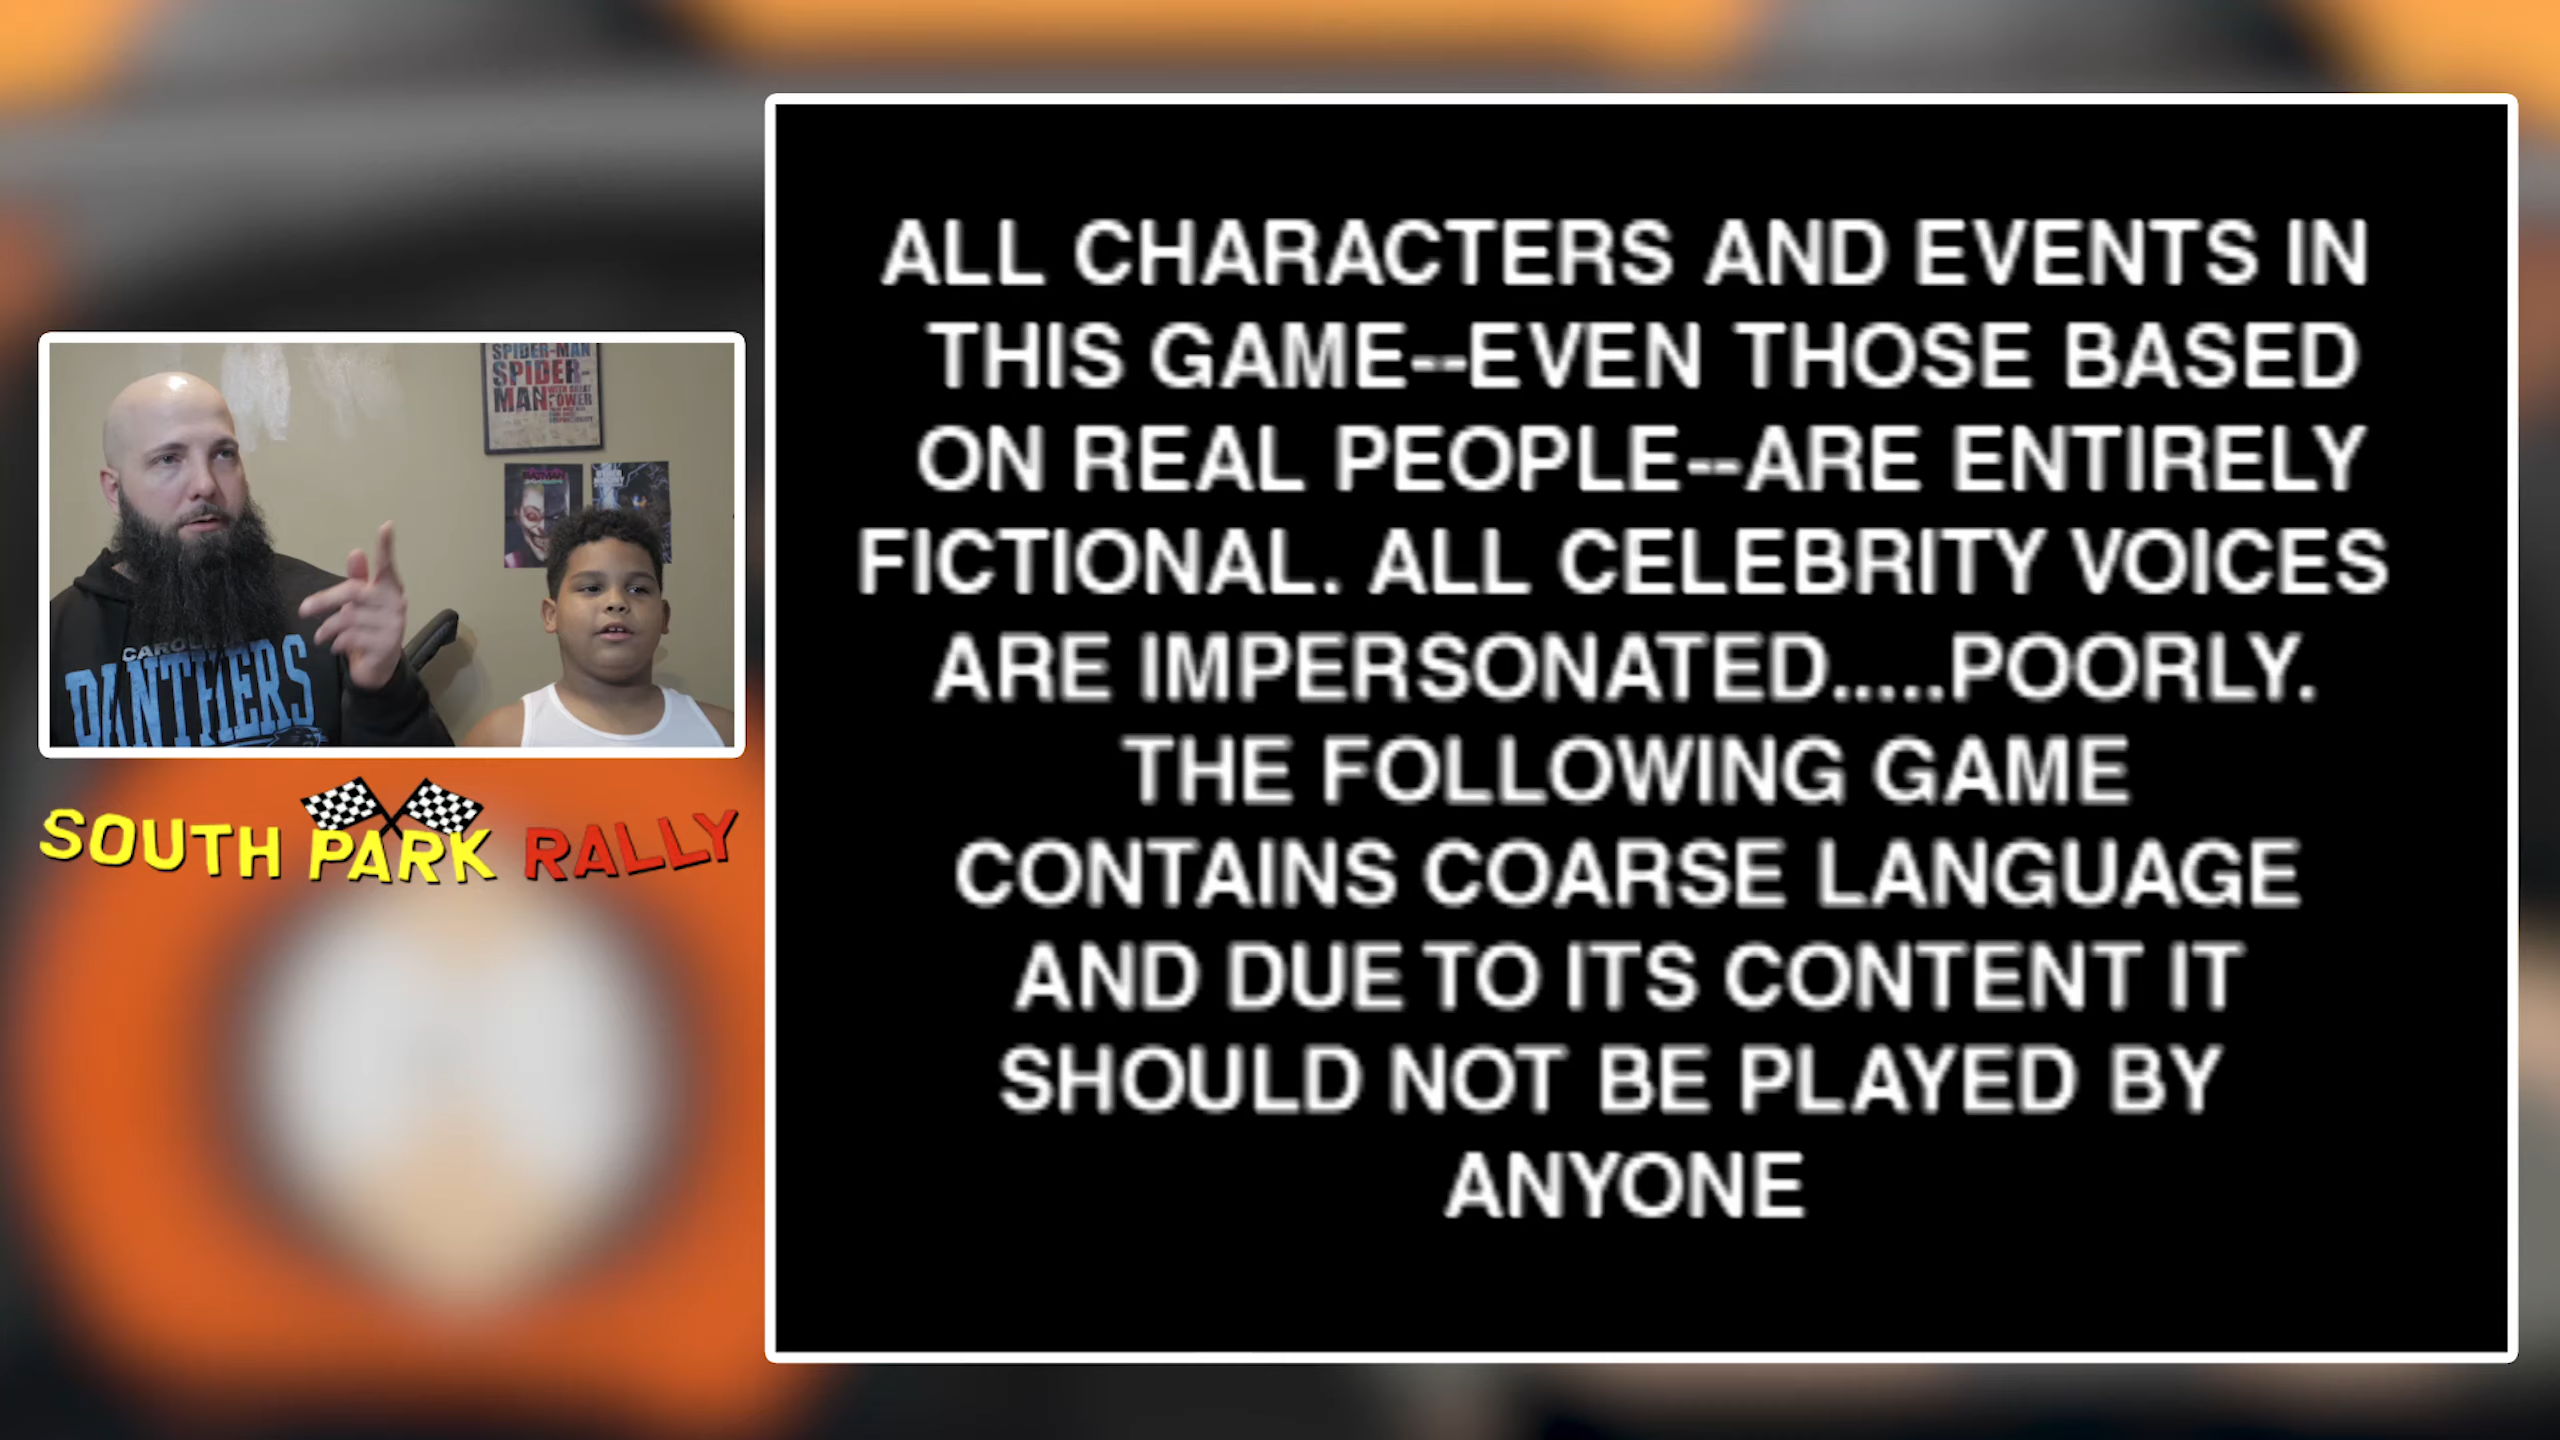 SPIDER-MAN
SPIDER-
MAN
CAROLINA
PANTHERS
SOUTH PARK RALLY
ALL CHARACTERS AND EVENTS IN
THIS GAME--EVEN THOSE BASED
ON REAL PEOPLE--ARE ENTIRELY
FICTIONAL. ALL CELEBRITY VOICES
ARE IMPERSONATED.....POORLY.
THE FOLLOWING GAME
CONTAINS COARSE LANGUAGE
AND DUE TO ITS CONTENT IT
SHOULD NOT BE PLAYED BY
ANYONE